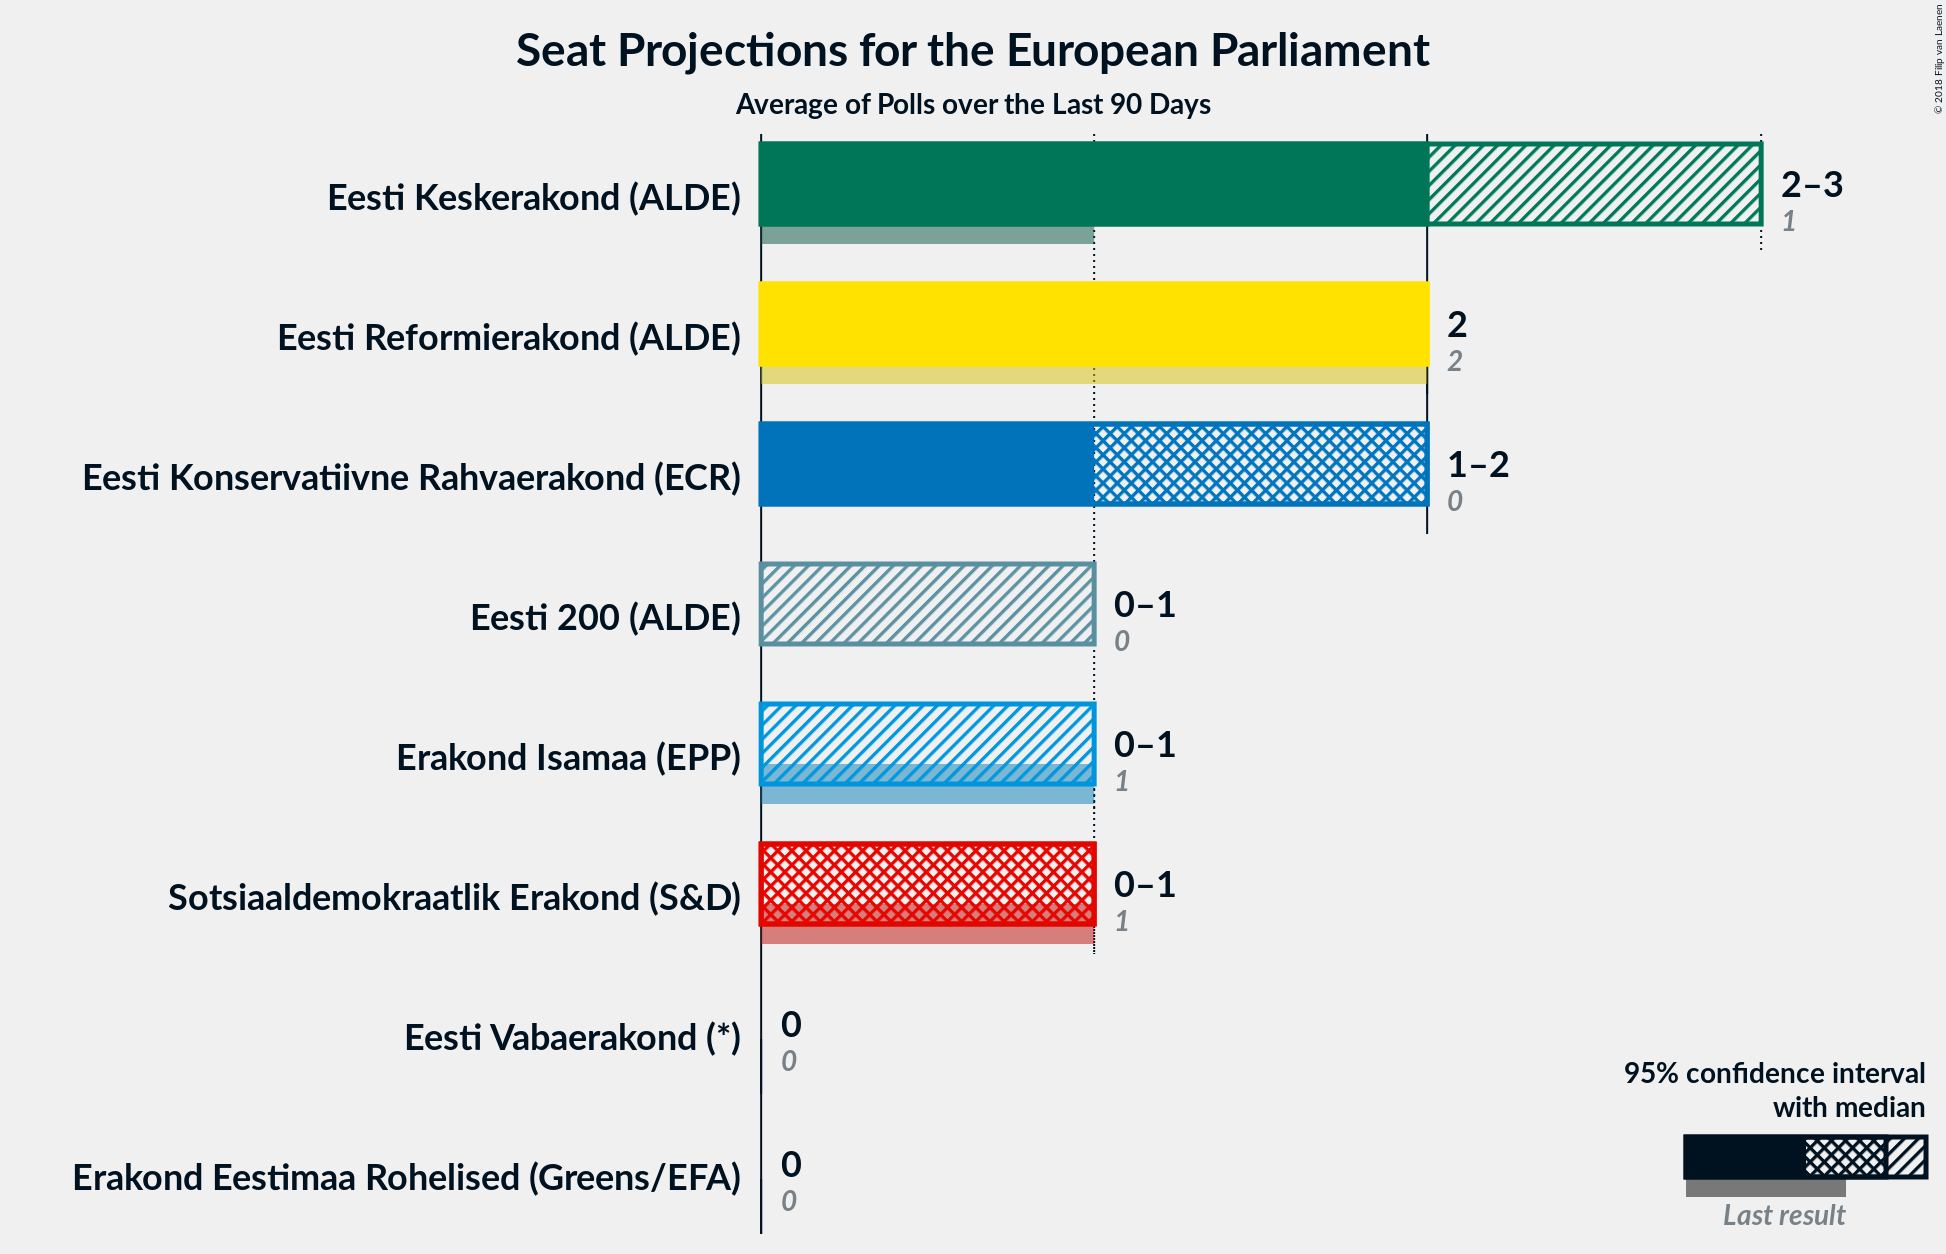 Seat Projections for the European Parliament
Average of Polls over the Last 90 Days
© 2018 Filip van Laenen
Eesti Keskerakond (ALDE)
2–3
1
Eesti Reformierakond (ALDE)
2
2
Eesti Konservatiivne Rahvaerakond (ECR)
1–2
0
Eesti 200 (ALDE)
0–1
0
Erakond Isamaa (EPP)
0–1
1
Sotsiaaldemokraatlik Erakond (S&D)
0–1
1
Eesti Vabaerakond (*)
0
0
Erakond Eestimaa Rohelised (Greens/EFA)
0
0
95% confidence interval
with median
Last result